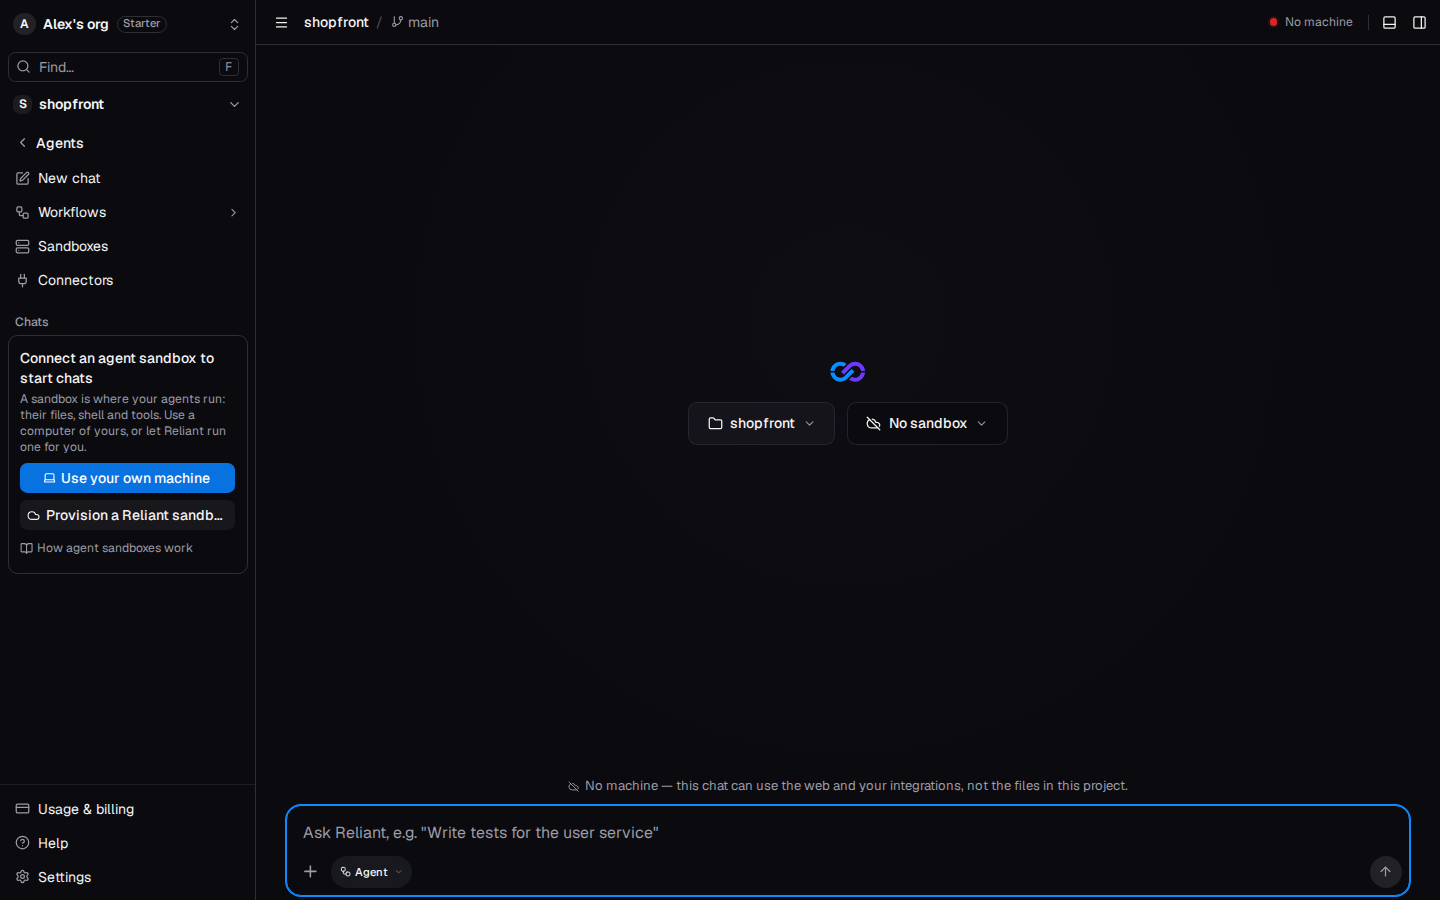 A Alex's org Starter
Find... F
S shopfront
Agents
New chat
Workflows
Sandboxes
Connectors
Chats
Connect an agent sandbox to
start chats
A sandbox is where your agents run:
their files, shell and tools. Use a
computer of yours, or let Reliant run
one for you.
Use your own machine
Provision a Reliant sandb...
How agent sandboxes work
Usage & billing
Help
Settings
shopfront / main
No machine
shopfront
No sandbox
No machine — this chat can use the web and your integrations, not the files in this project.
Ask Reliant, e.g. "Write tests for the user service"
Agent